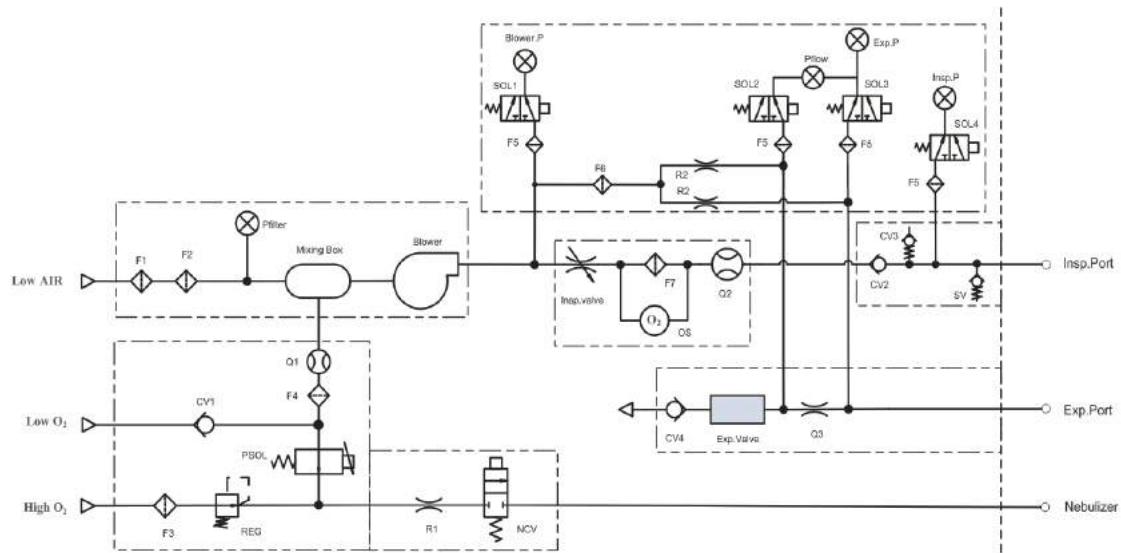 Blower.P
Exp.P
Pflow
Insp.P
SOL1
SOL2
SOL3
SOL4
F5
F5
F5
F5
F6
R2
R2
Pfilter
Mixing Box
Blower
F1
F2
Low AIR
Insp.valve
F7
Q2
O₂
OS
CV3
CV2
SV
Insp.Port
Q1
F4
CV1
Low O₂
PSOL
CV4
Exp.Valve
Q3
Exp.Port
High O₂
F3
REG
R1
NCV
Nebulizer